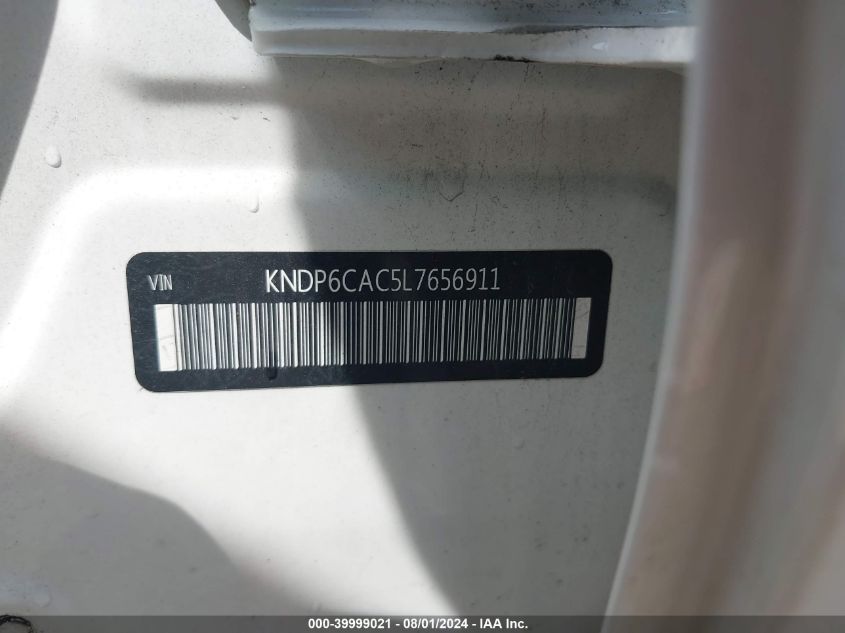 VIN KNDP6CAC5L7656911
000-39999021 - 08/01/2024 - IAA Inc.